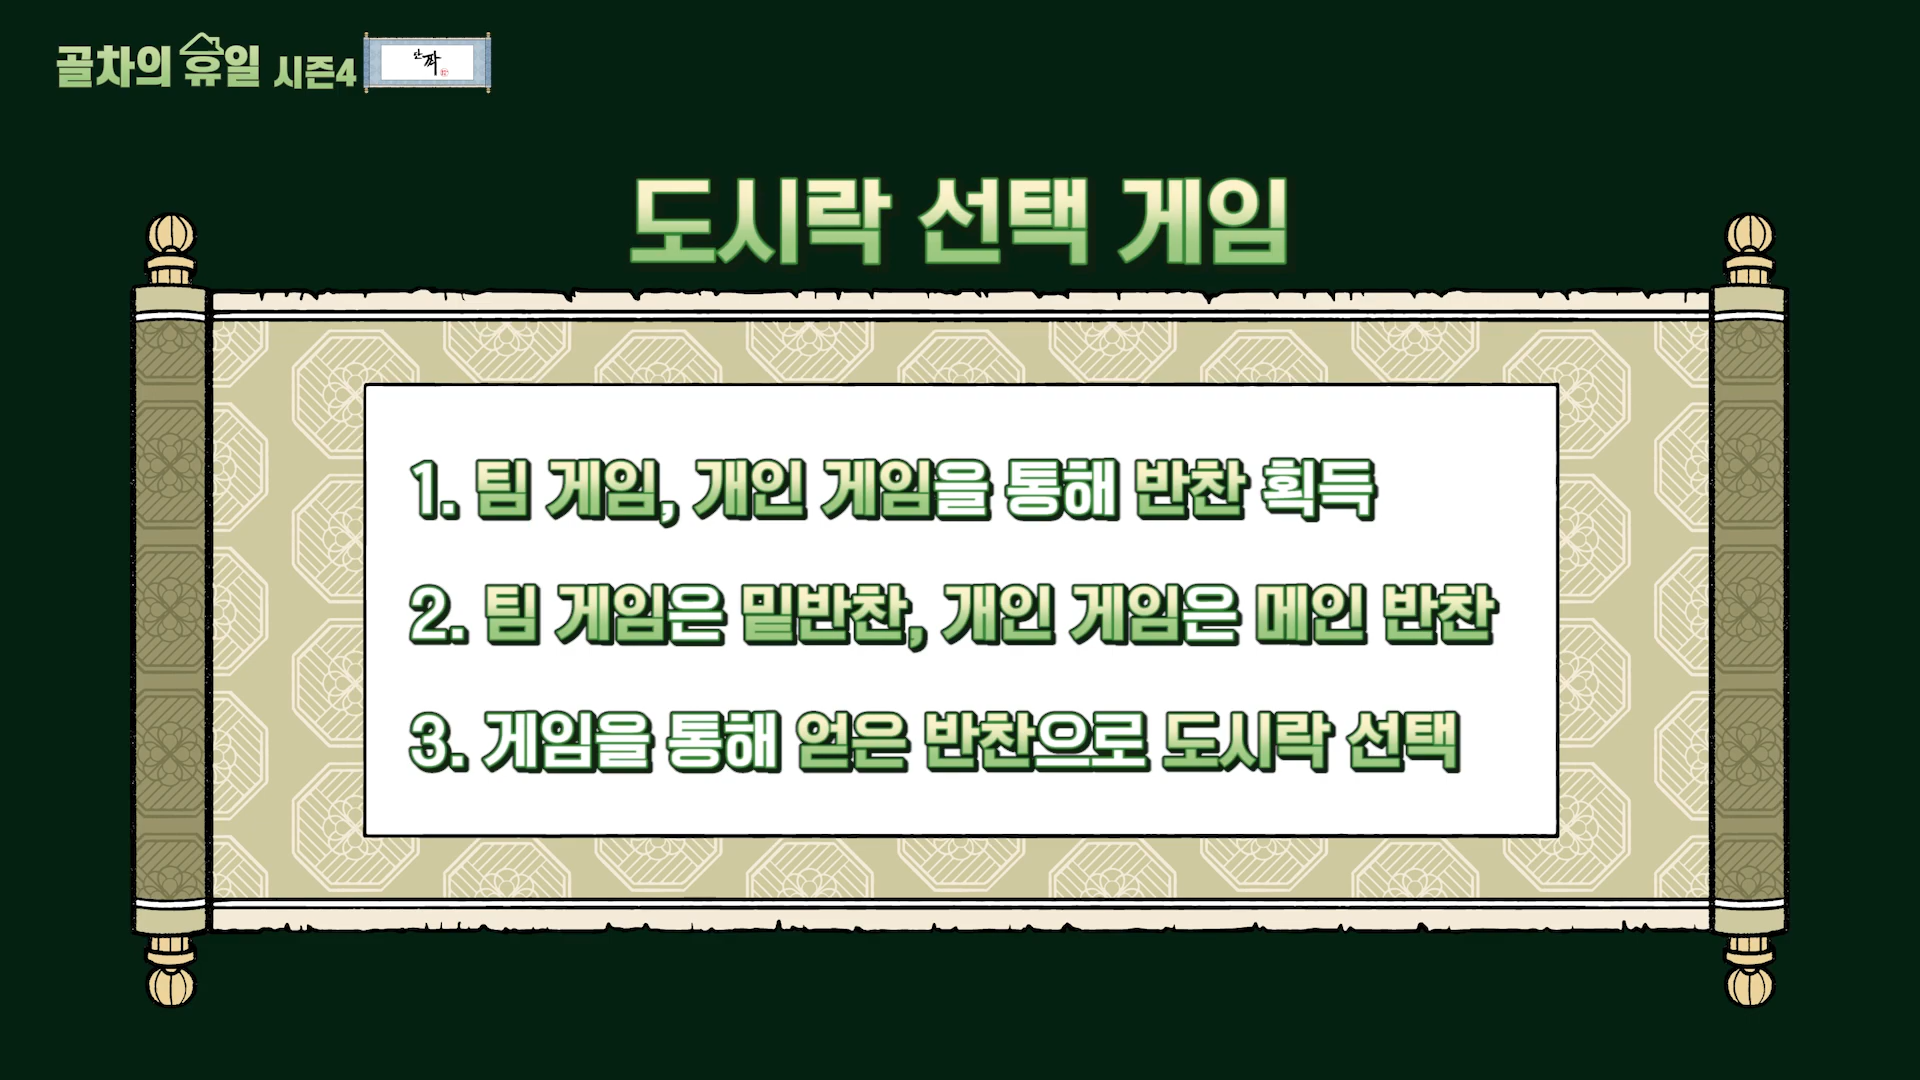 골차의 휴일 시즌4 단짝
도시락 선택 게임
1. 팀 게임, 개인 게임을 통해 반찬 획득
2. 팀 게임은 밑반찬, 개인 게임은 메인 반찬
3. 게임을 통해 얻은 반찬으로 도시락 선택